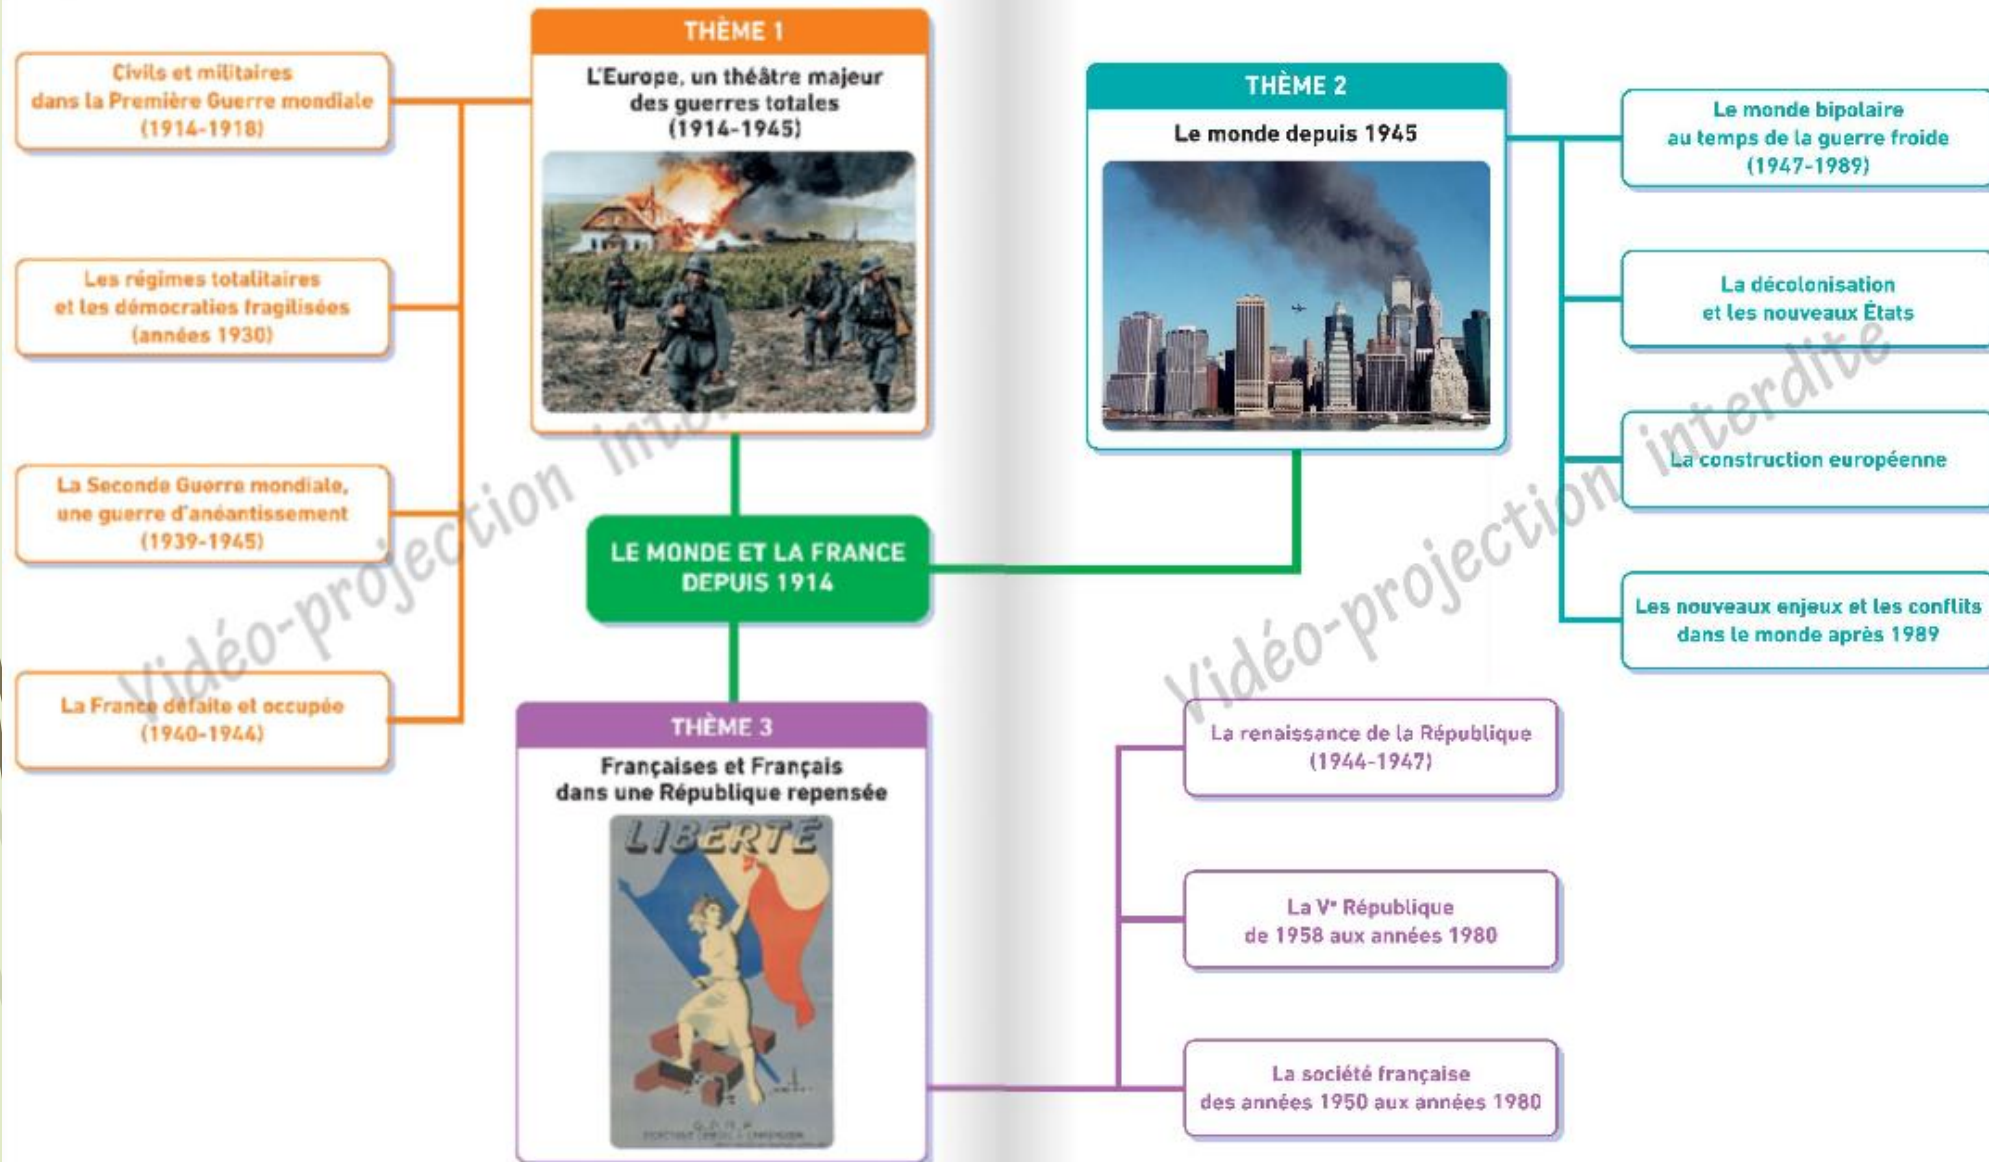 THÈME 1
L'Europe, un théâtre majeur
des guerres totales
(1914-1945)
Civils et militaires
dans la Première Guerre mondiale
(1914-1918)
Les régimes totalitaires
et les démocraties fragilisées
(années 1930)
La Seconde Guerre mondiale,
une guerre d'anéantissement
(1939-1945)
La France défaite et occupée
(1940-1944)
LE MONDE ET LA FRANCE
DEPUIS 1914
THÈME 2
Le monde depuis 1945
Le monde bipolaire
au temps de la guerre froide
(1947-1989)
La décolonisation
et les nouveaux États
La construction européenne
Les nouveaux enjeux et les conflits
dans le monde après 1989
THÈME 3
Françaises et Français
dans une République repensée
LIBERTÉ
La renaissance de la République
(1944-1947)
La Ve République
de 1958 aux années 1980
La société française
des années 1950 aux années 1980
Vidéo-projection
Vidéo-projection interdite